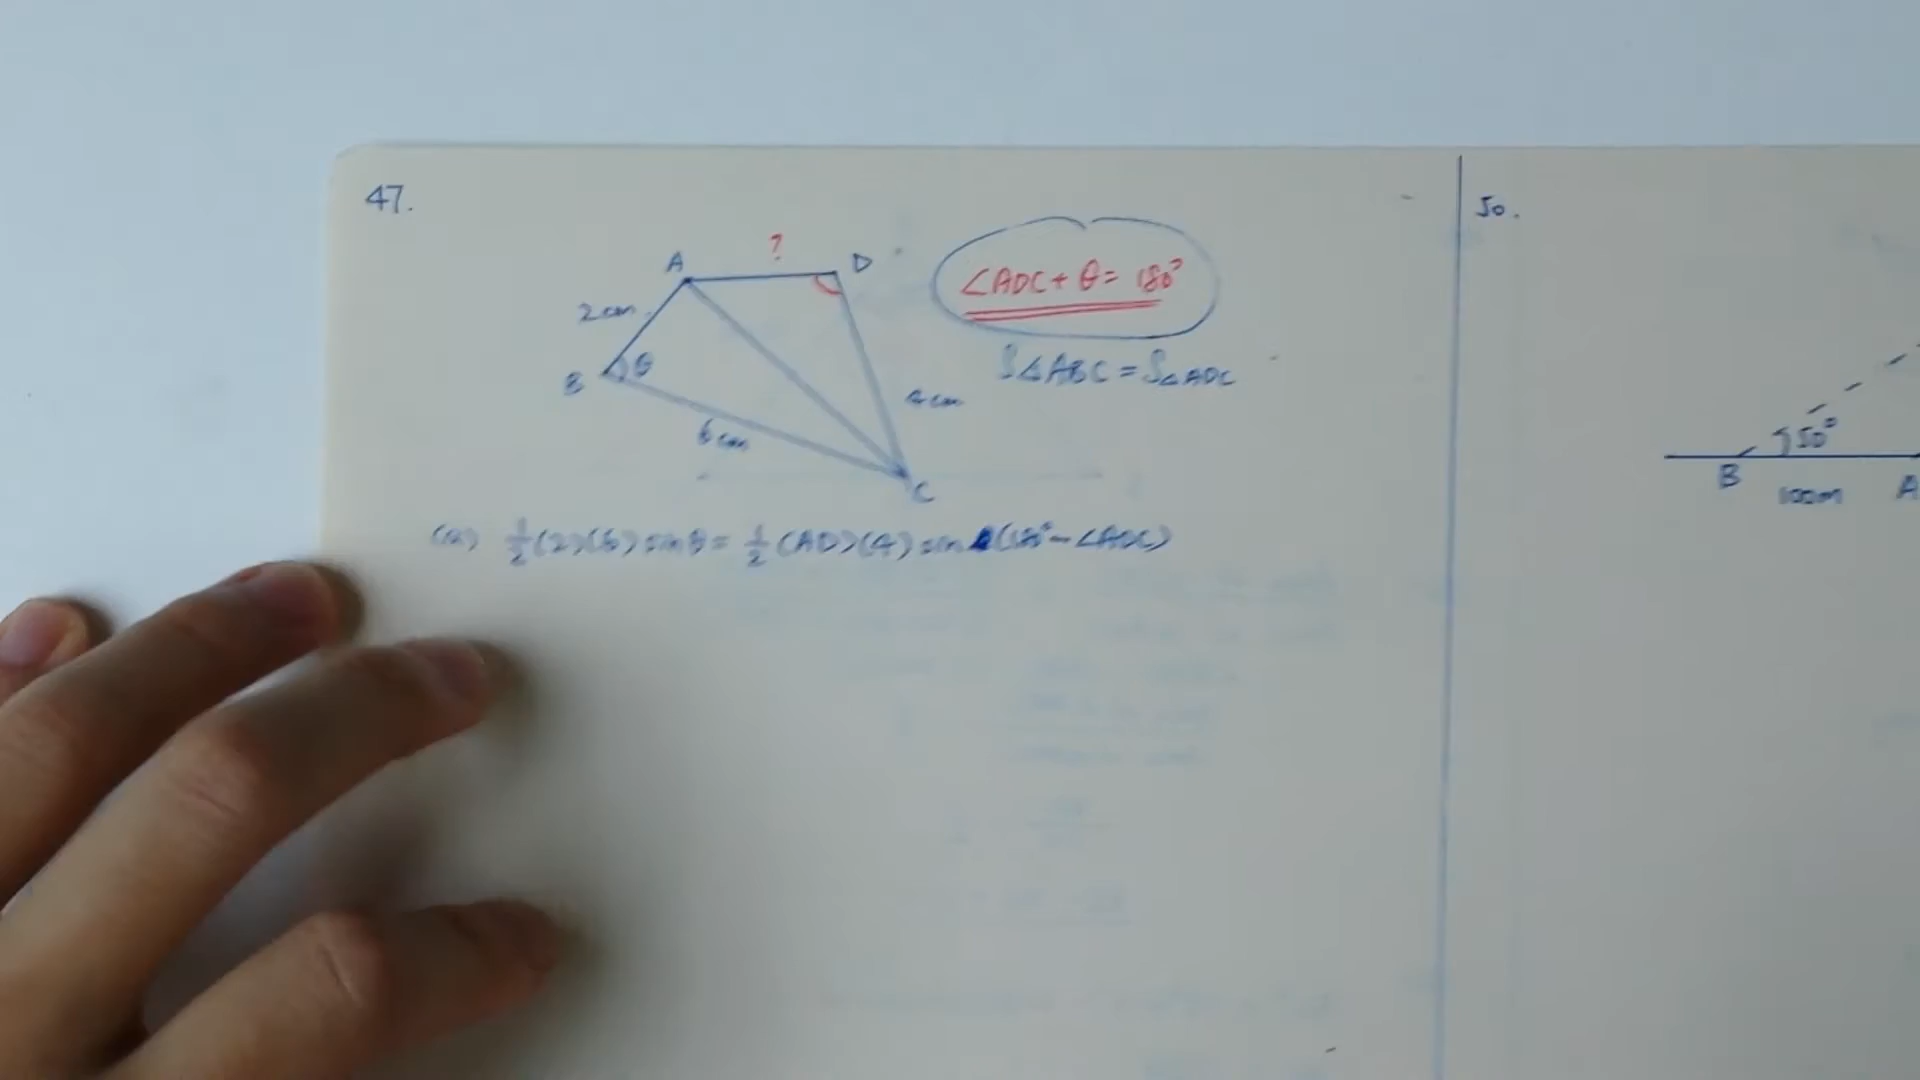 47.
?
A
D
∠ADC + θ = 180°
2cm
S△ABC = S△ADC
B
θ
4cm
6cm
C
(a) 1/2 (2)(6) sin θ = 1/2 (AD)(4) sin (180° - ∠ADC)
50.
50°
B
A
100m